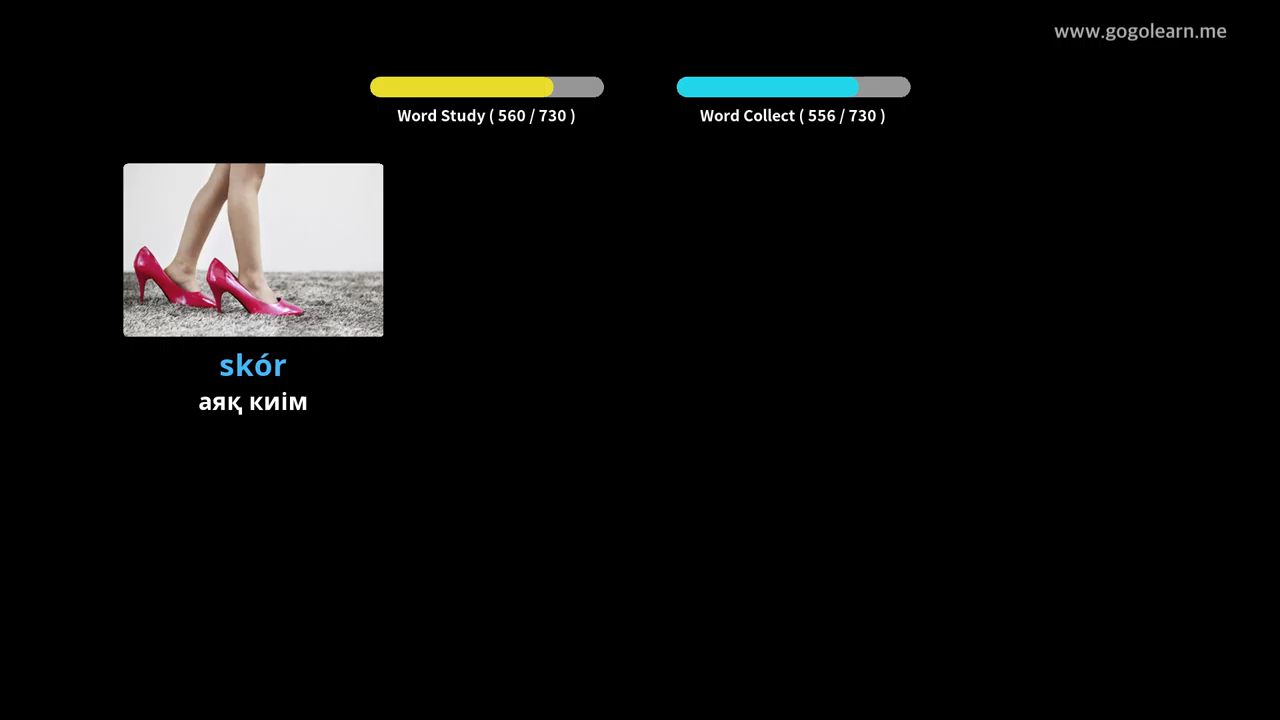 www.gogolearn.me
Word Study ( 560 / 730 )
Word Collect ( 556 / 730 )
skór
аяқ киім